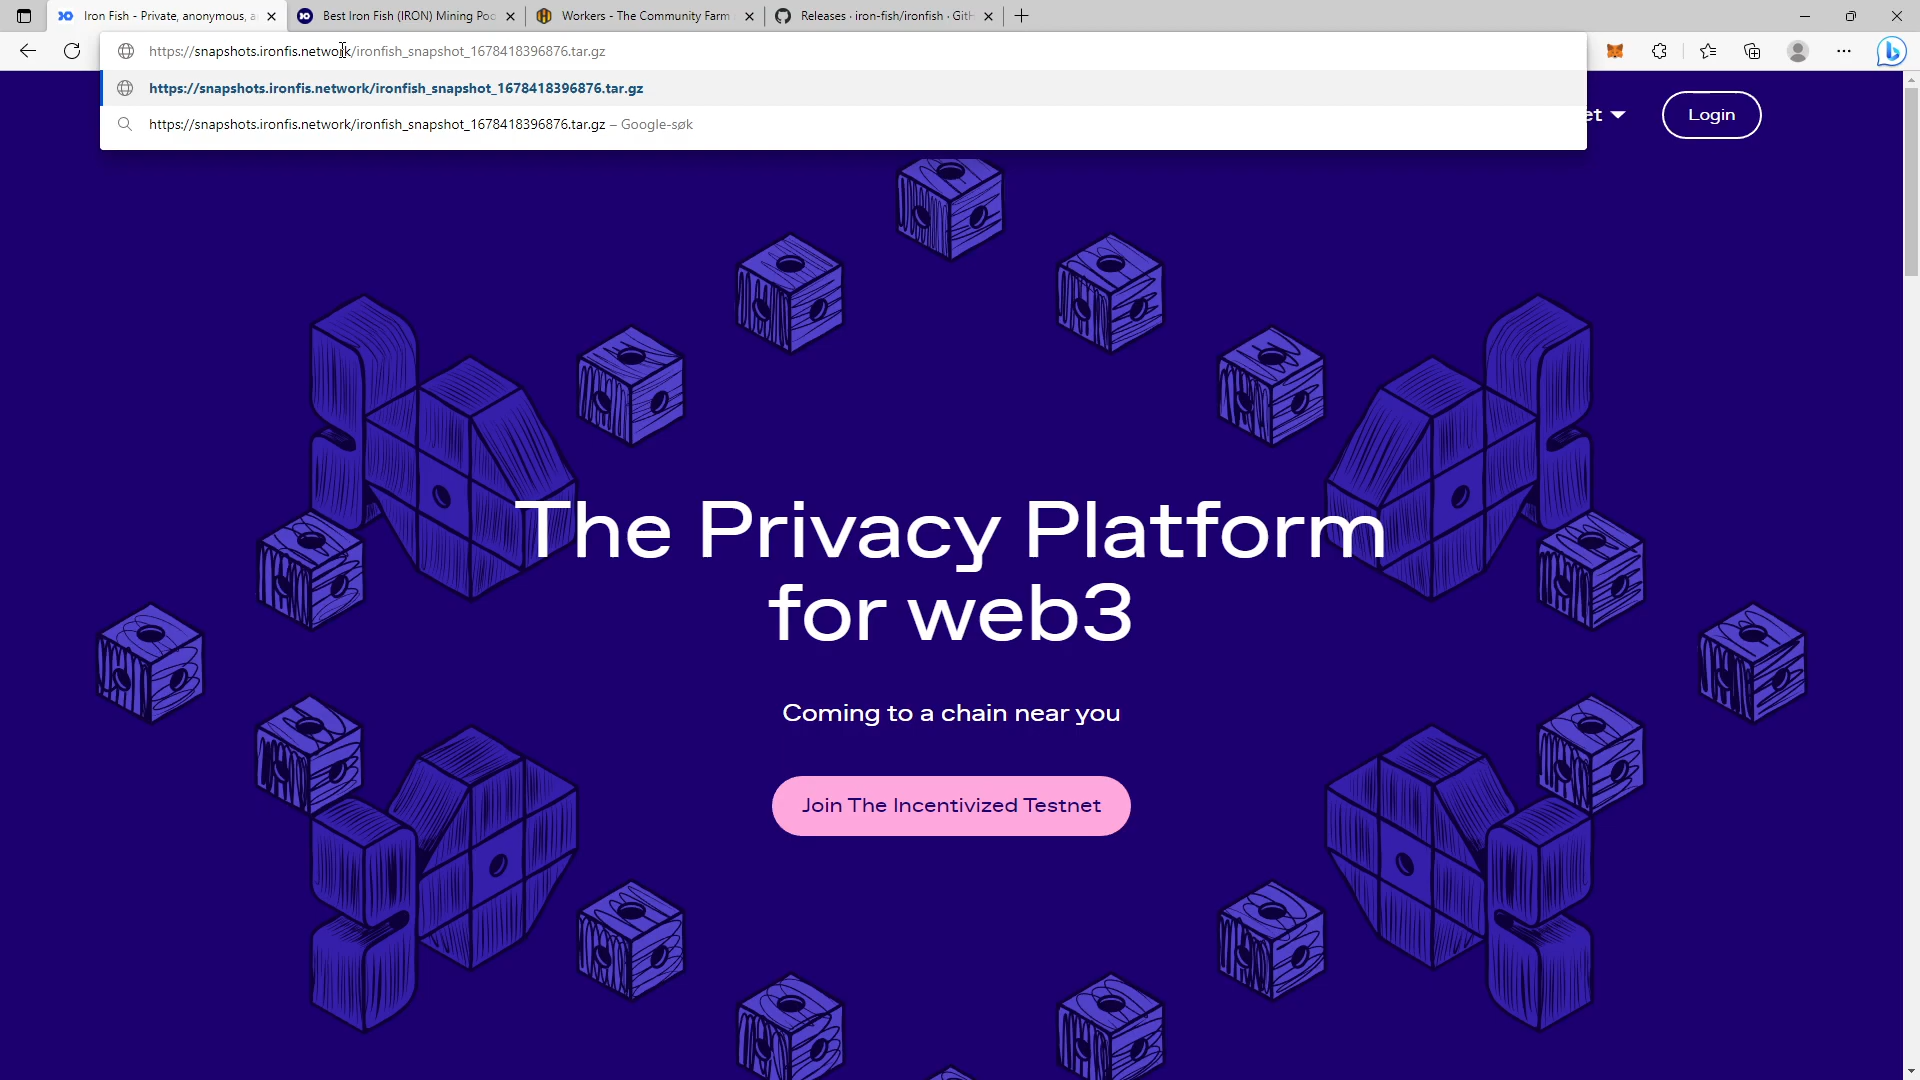 Iron Fish - Private, anonymous, a
Best Iron Fish (IRON) Mining Poo
Workers - The Community Farm
Releases · iron-fish/ironfish · GitH
https://snapshots.ironfis.network/ironfish_snapshot_1678418396876.tar.gz
https://snapshots.ironfis.network/ironfish_snapshot_1678418396876.tar.gz
https://snapshots.ironfis.network/ironfish_snapshot_1678418396876.tar.gz – Google-søk
et
Login
The Privacy Platform
for web3
Coming to a chain near you
Join The Incentivized Testnet